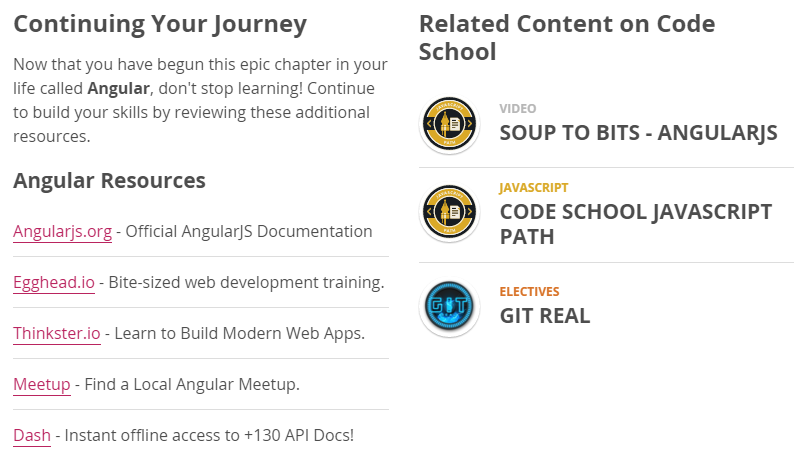 Continuing Your Journey
Now that you have begun this epic chapter in your
life called Angular, don't stop learning! Continue
to build your skills by reviewing these additional
resources.
Angular Resources
Angularjs.org - Official AngularJS Documentation
Egghead.io - Bite-sized web development training.
Thinkster.io - Learn to Build Modern Web Apps.
Meetup - Find a Local Angular Meetup.
Dash - Instant offline access to +130 API Docs!
Related Content on Code
School
VIDEO
SOUP TO BITS - ANGULARJS
JAVASCRIPT
CODE SCHOOL JAVASCRIPT
PATH
PATH
PATH
GIT
ELECTIVES
GIT REAL